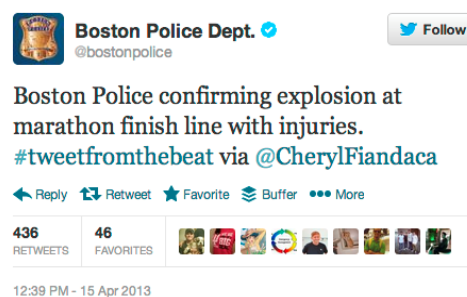 Boston Police Dept.
Follow
@bostonpolice
Boston Police confirming explosion at
marathon finish line with injuries.
#tweetfromthebeat via @CherylFiandaca
Reply Retweet Favorite Buffer More
436 46
RETWEETS FAVORITES
12:39 PM - 15 Apr 2013